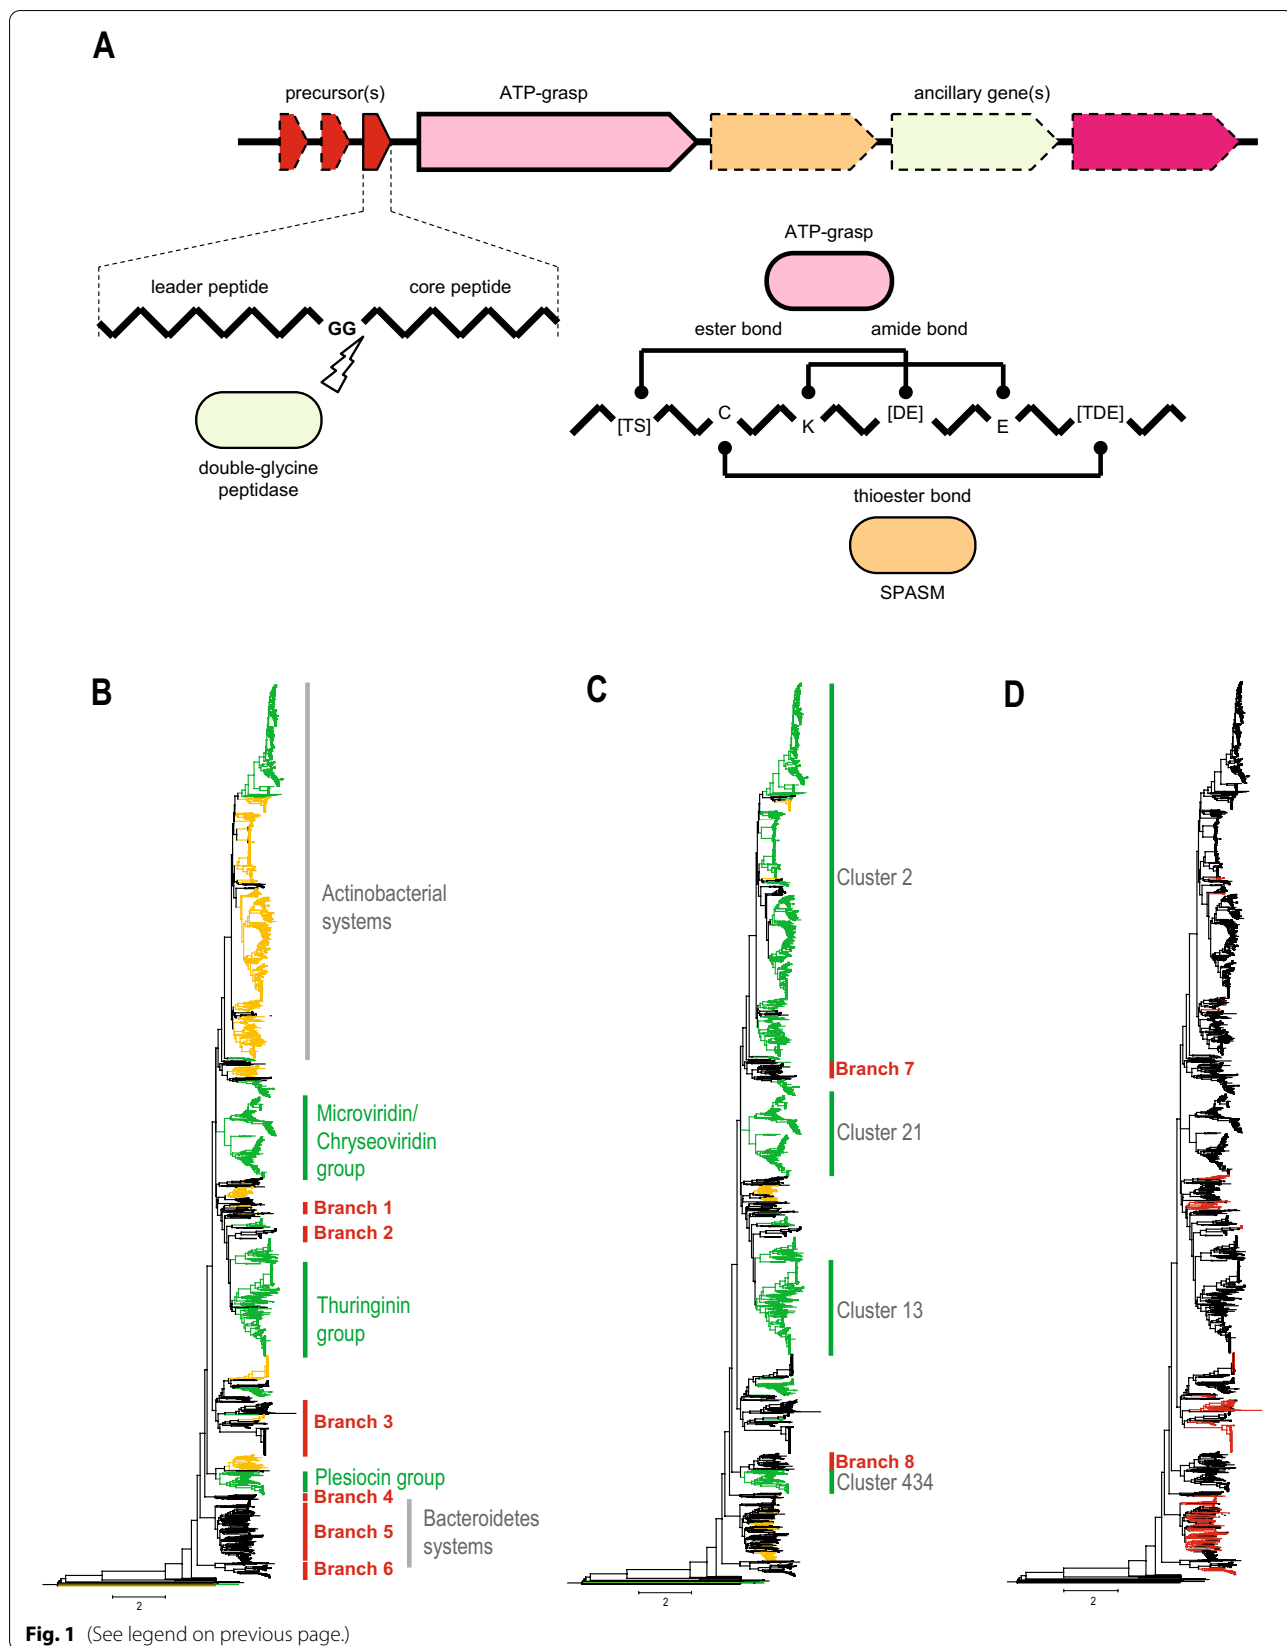 A
precursor(s)
ATP-grasp
ancillary gene(s)
leader peptide
core peptide
GG
double-glycine
peptidase
ATP-grasp
ester bond
amide bond
[TS]
C
K
[DE]
E
[TDE]
thioester bond
SPASM
B
Actinobacterial
systems
Microviridin/
Chryseoviridin
group
Branch 1
Branch 2
Thuringinin
group
Branch 3
Plesiocin group
Branch 4
Branch 5
Branch 6
Bacteroidetes
systems
2
C
Cluster 2
Branch 7
Cluster 21
Cluster 13
Branch 8
Cluster 434
2
D
2
Fig. 1 (See legend on previous page.)